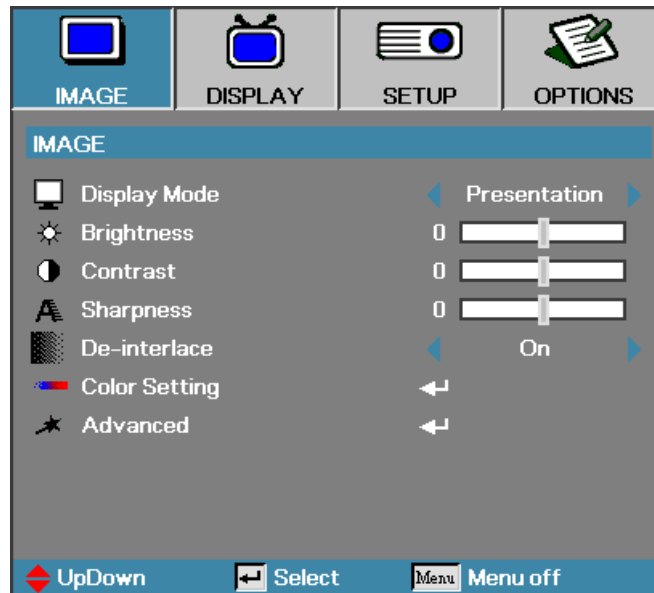 IMAGE DISPLAY SETUP OPTIONS
IMAGE
Display Mode Presentation
Brightness 0
Contrast 0
Sharpness 0
De-interlace On
Color Setting
Advanced
UpDown Select Menu Menu off